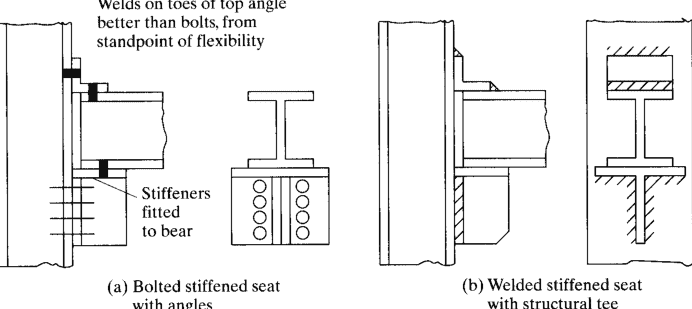 Welds on toes of top angle
better than bolts, from
standpoint of flexibility
Stiffeners
fitted
to bear
(a) Bolted stiffened seat
with angles
(b) Welded stiffened seat
with structural tee